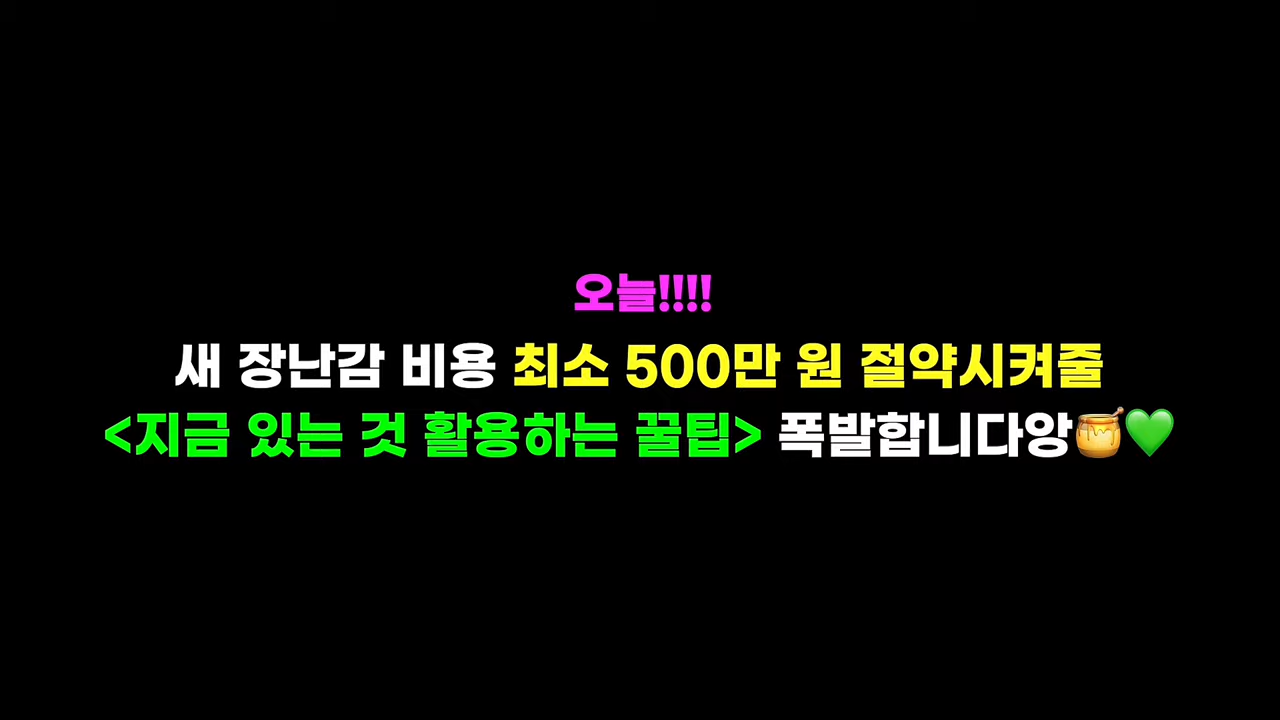 오늘!!!!
새 장난감 비용 최소 500만 원 절약시켜줄
<지금 있는 것 활용하는 꿀팁> 폭발합니다앙🍯💚